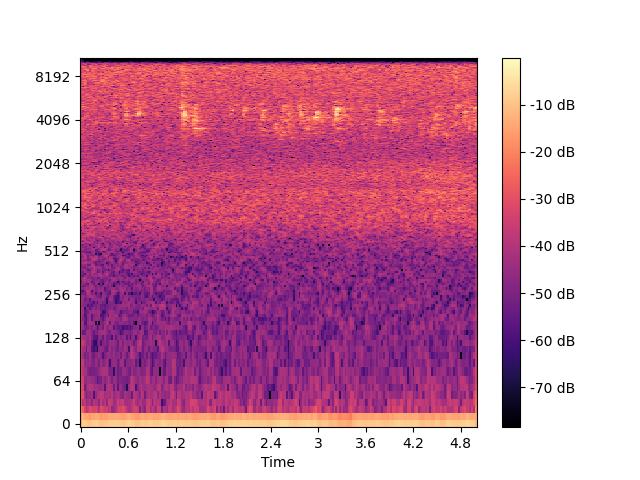 8192
4096
2048
1024
512
256
128
64
0
Hz
0 0.6 1.2 1.8 2.4 3 3.6 4.2 4.8
Time
-10 dB
-20 dB
-30 dB
-40 dB
-50 dB
-60 dB
-70 dB